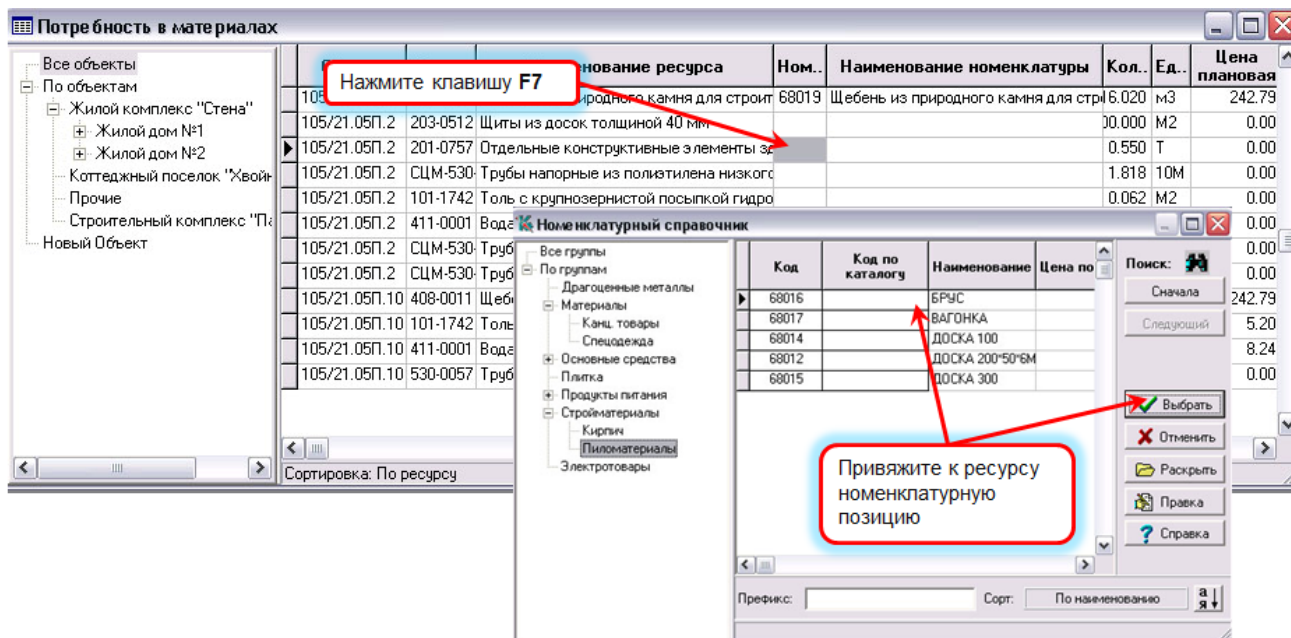 Потребность в материалах
Все объекты
По объектам
Жилой комплекс "Стена"
Жилой дом №1
Жилой дом №2
Коттеджный поселок "Хвойн
Прочие
Строительный комплекс "Па
Новый Объект
Нажмите клавишу F7
енование ресурса Ном.. Наименование номенклатуры Кол.. Ед.. Цена плановая
105 иродного камня для строит 68019 Щебень из природного камня для стр 6.020 м3 242.79
105/21.05П.2 203-0512 Щиты из досок толщиной 40 мм 00.000 М2 0.00
105/21.05П.2 201-0757 Отдельные конструктивные элементы зд 0.550 Т 0.00
105/21.05П.2 СЦМ-530- Трубы напорные из полиэтилена низкого 1.818 10М 0.00
105/21.05П.2 101-1742 Толь с крупнозернистой посыпкой гидро 0.062 М2 0.00
105/21.05П.2 411-0001 Вода 0.00
105/21.05П.2 СЦМ-530- Труб 0.00
105/21.05П.2 СЦМ-530- Труб 0.00
105/21.05П.10 408-0011 Щебе 242.79
105/21.05П.10 101-1742 Толь 5.20
105/21.05П.10 411-0001 Вода 8.24
105/21.05П.10 530-0057 Труб 0.00
Сортировка: По ресурсу
Номенклатурный справочник
Все группы
По группам
Драгоценные металлы
Материалы
Канц. товары
Спецодежда
Основные средства
Плитка
Продукты питания
Стройматериалы
Кирпич
Пиломатериалы
Электротовары
Код Код по каталогу Наименование Цена по
68016 БРУС
68017 ВАГОНКА
68014 ДОСКА 100
68012 ДОСКА 200*50*6М
68015 ДОСКА 300
Поиск:
Сначала
Следующий
Выбрать
Отменить
Раскрыть
Правка
Справка
Привяжите к ресурсу
номенклатурную
позицию
Префикс: Сорт: По наименованию